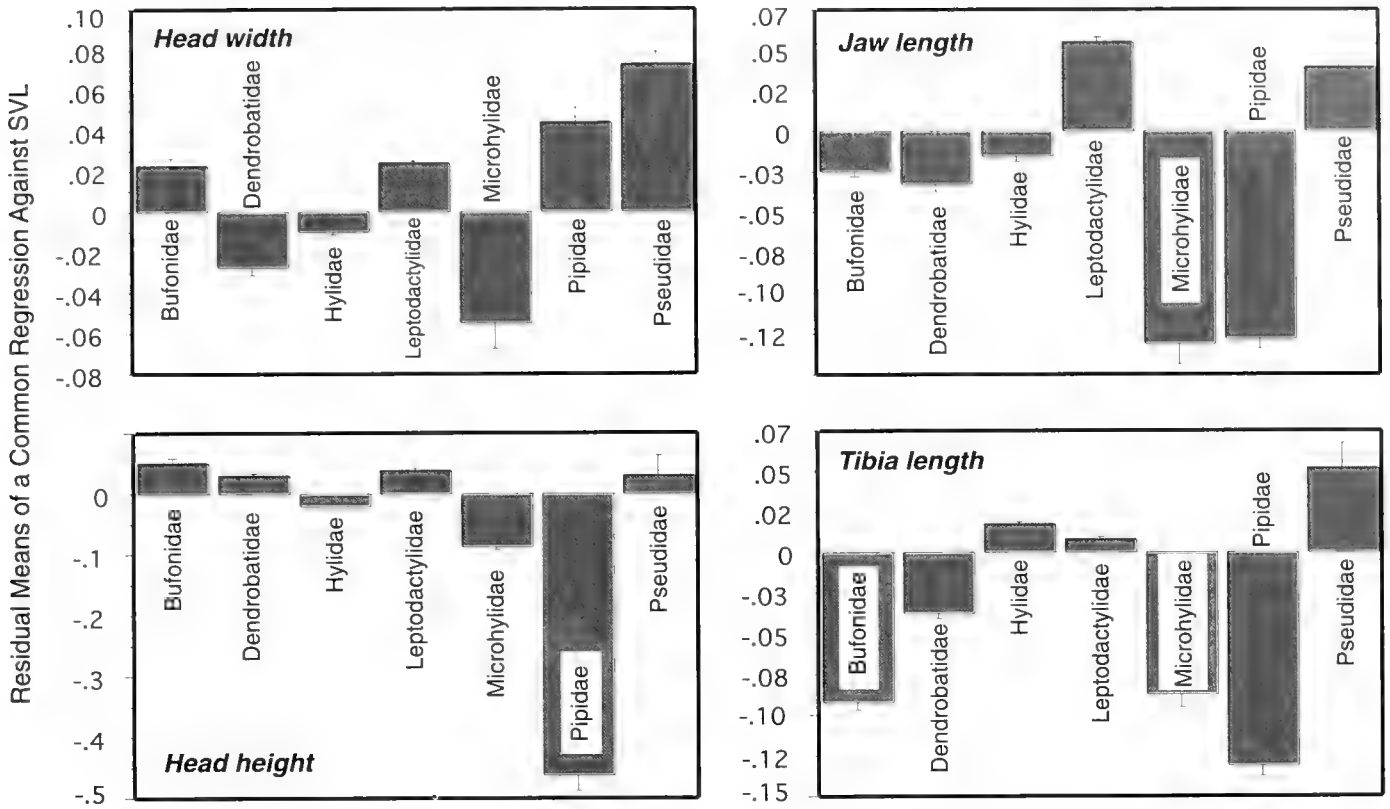 Residual Means of a Common Regression Against SVL
Head width
.10
.08
.06
.04
.02
0
-.02
-.04
-.06
-.08
Bufonidae
Dendrobatidae
Hylidae
Leptodactylidae
Microhylidae
Pipidae
Pseudidae
Jaw length
.07
.05
.02
0
-.03
-.05
-.08
-.10
-.12
Bufonidae
Dendrobatidae
Hylidae
Leptodactylidae
Microhylidae
Pipidae
Pseudidae
Head height
0
-.1
-.2
-.3
-.4
-.5
Bufonidae
Dendrobatidae
Hylidae
Leptodactylidae
Microhylidae
Pipidae
Pseudidae
Tibia length
.07
.05
.02
0
-.03
-.05
-.08
-.10
-.12
-.15
Bufonidae
Dendrobatidae
Hylidae
Leptodactylidae
Microhylidae
Pipidae
Pseudidae